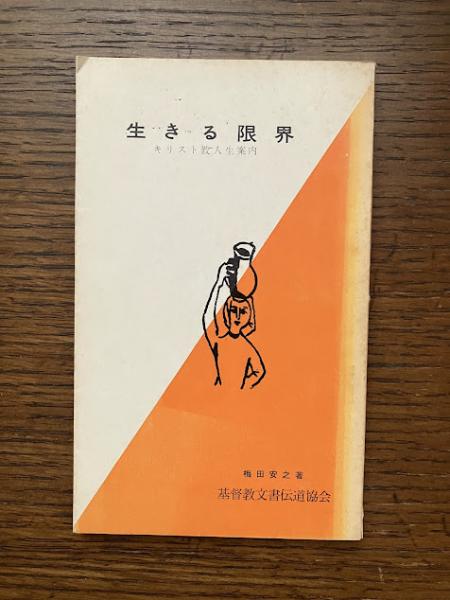 生きる限界
キリスト教人生案内
梅田安之著
基督教文書伝道協会